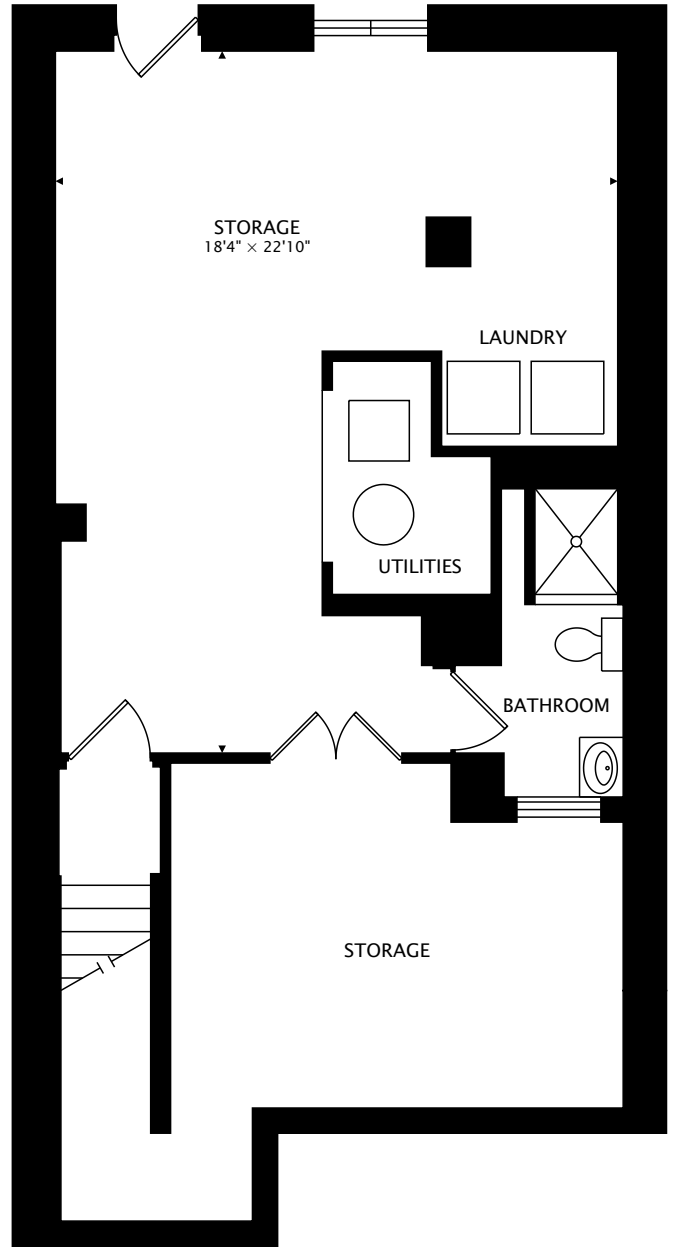 STORAGE
18'4" × 22'10"
LAUNDRY
UTILITIES
BATHROOM
STORAGE